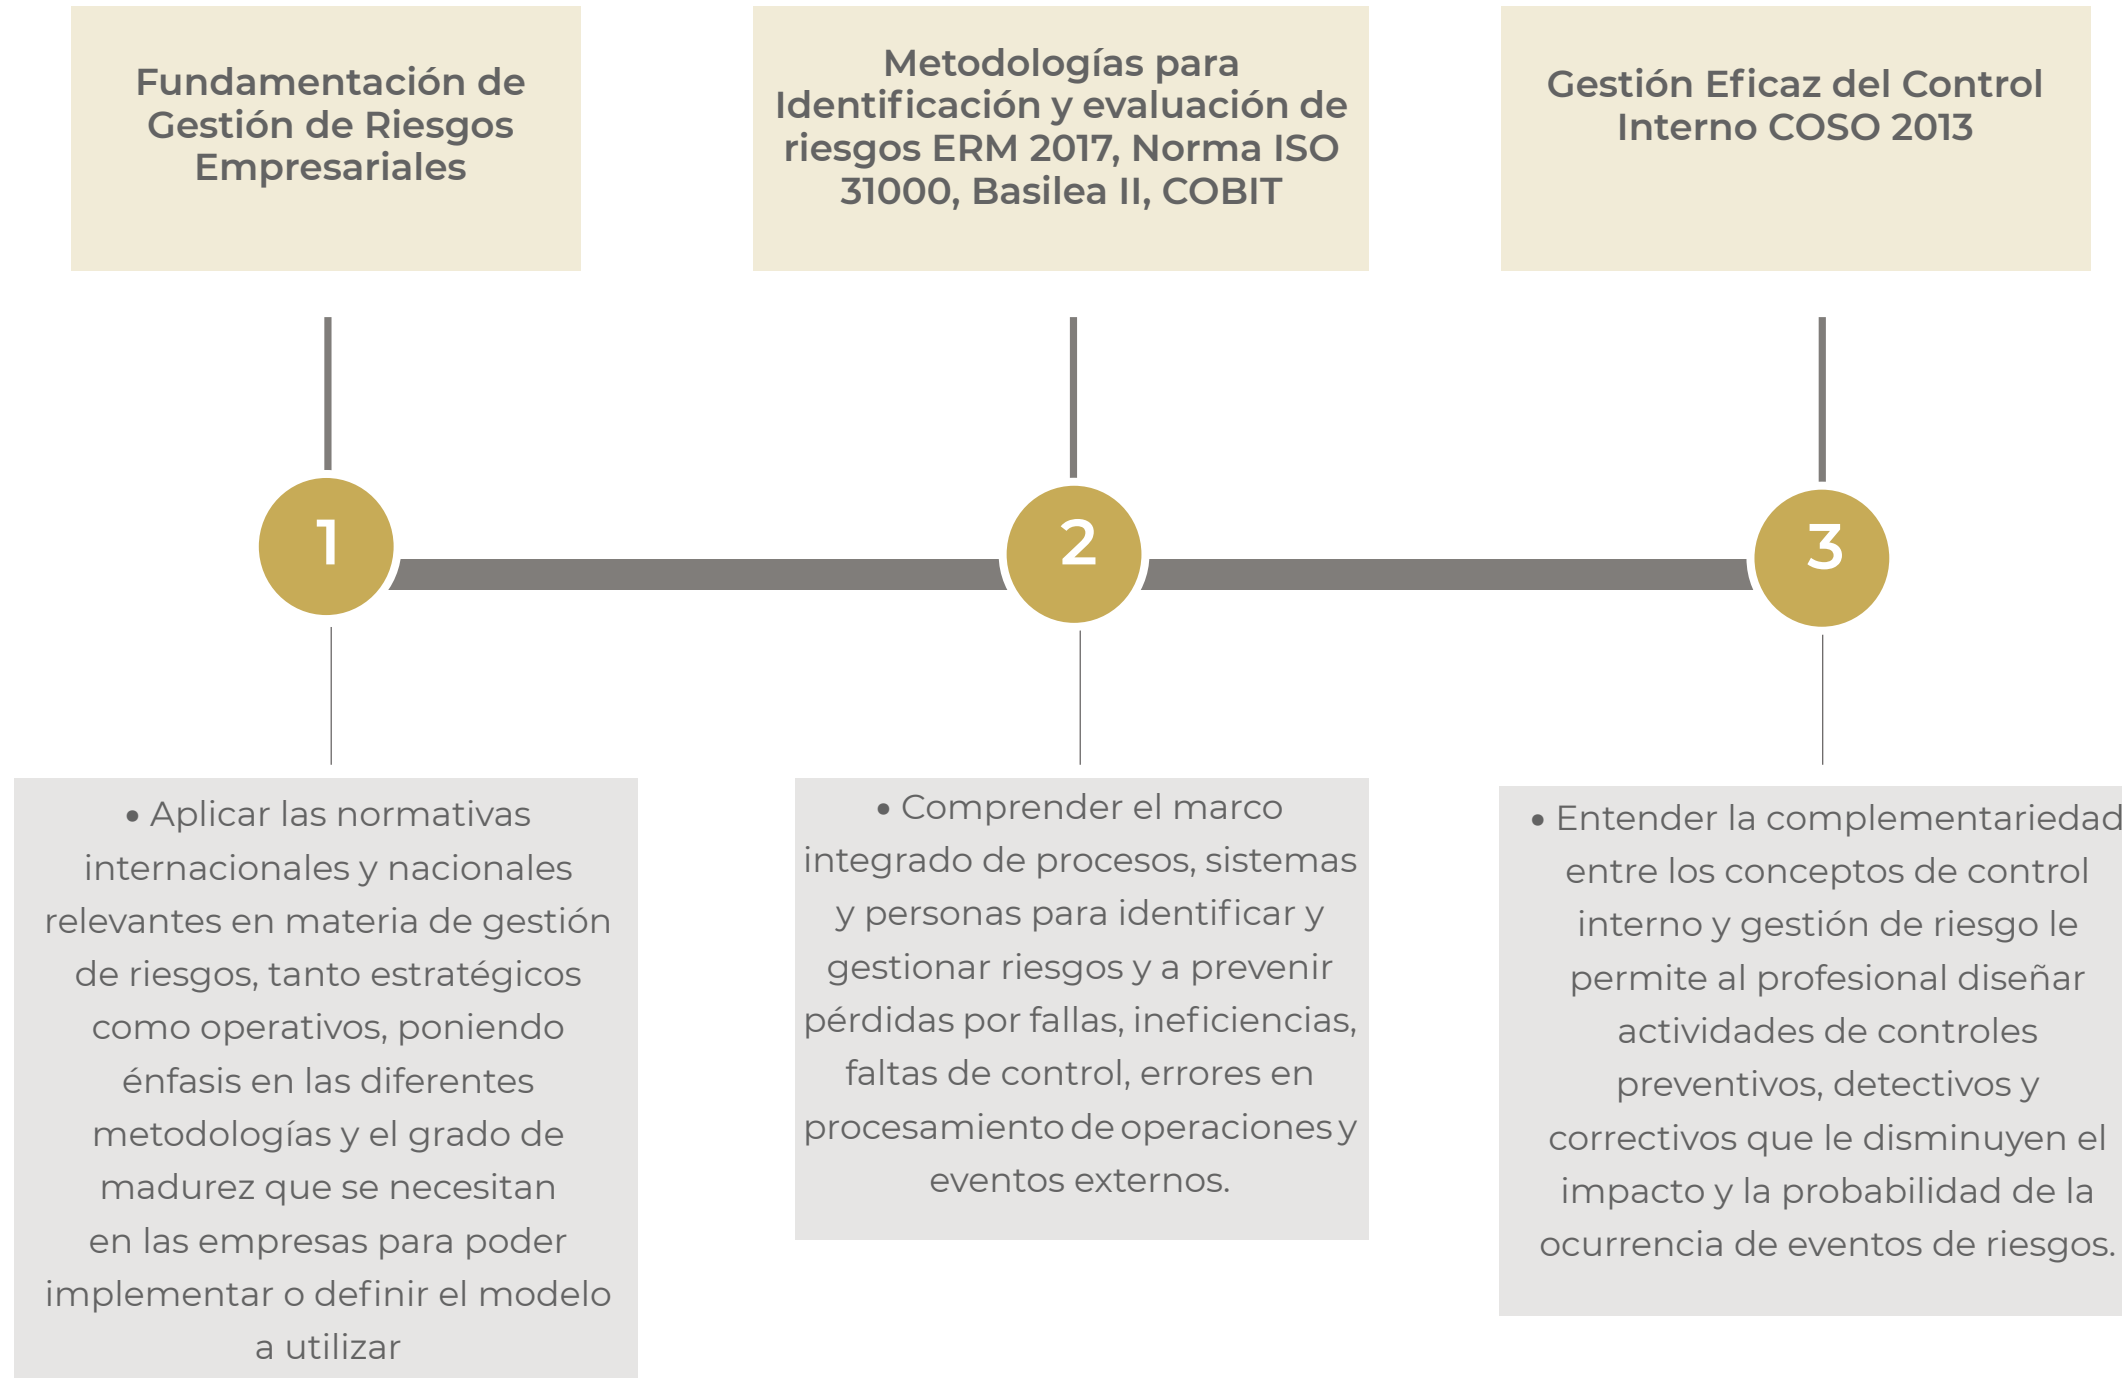 Fundamentación de
Gestión de Riesgos
Empresariales
Metodologías para
Identificación y evaluación de
riesgos ERM 2017, Norma ISO
31000, Basilea II, COBIT
Gestión Eficaz del Control
Interno COSO 2013
1
2
3
• Aplicar las normativas
internacionales y nacionales
relevantes en materia de gestión
de riesgos, tanto estratégicos
como operativos, poniendo
énfasis en las diferentes
metodologías y el grado de
madurez que se necesitan
en las empresas para poder
implementar o definir el modelo
a utilizar
• Comprender el marco
integrado de procesos, sistemas
y personas para identificar y
gestionar riesgos y a prevenir
pérdidas por fallas, ineficiencias,
faltas de control, errores en
procesamiento de operaciones y
eventos externos.
• Entender la complementariedad
entre los conceptos de control
interno y gestión de riesgo le
permite al profesional diseñar
actividades de controles
preventivos, detectivos y
correctivos que le disminuyen el
impacto y la probabilidad de la
ocurrencia de eventos de riesgos.